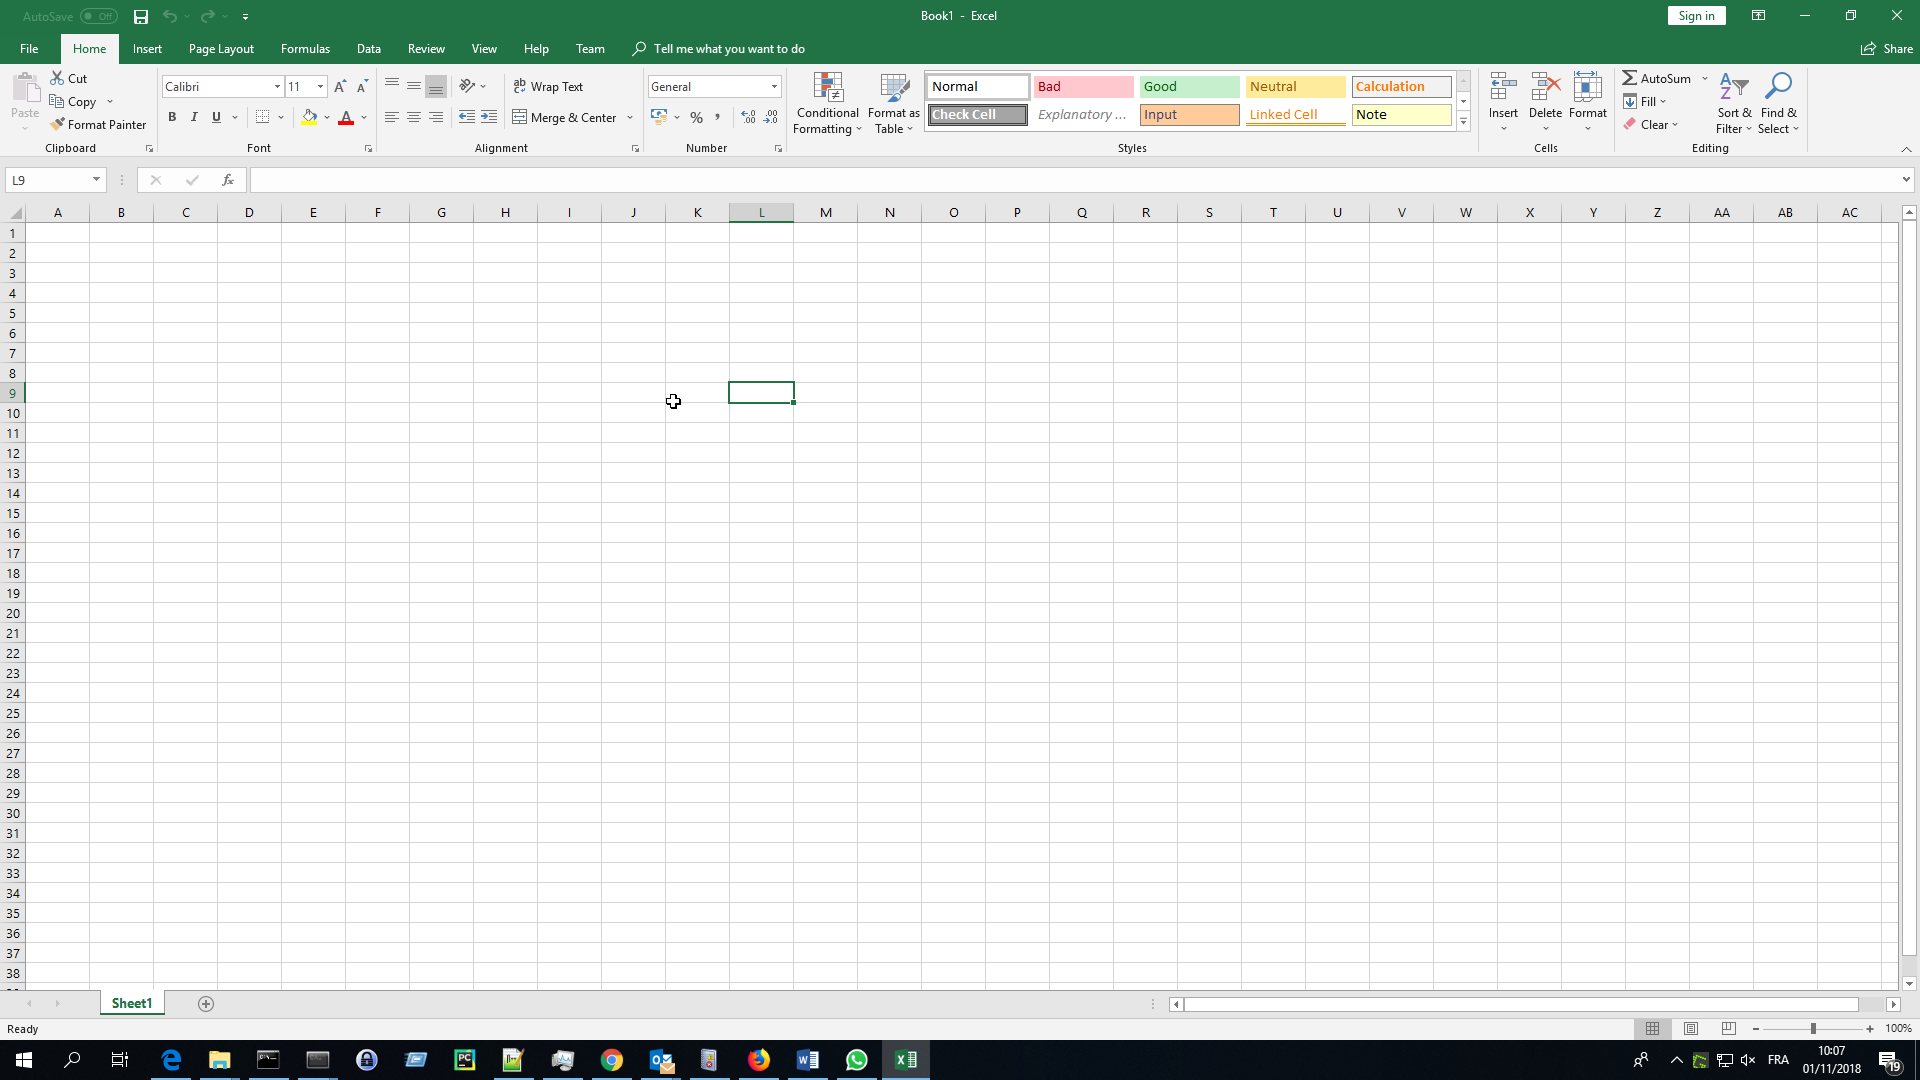 AutoSave Off
Book1 - Excel
Sign in
File Home Insert Page Layout Formulas Data Review View Help Team Tell me what you want to do Share
Paste
Cut
Copy
Format Painter
Clipboard
Calibri 11
B I U
Font
Wrap Text
Merge & Center
Alignment
General
%
Number
Conditional Formatting
Format as Table
Normal Bad Good Neutral Calculation
Check Cell Explanatory ... Input Linked Cell Note
Styles
Insert Delete Format
Cells
AutoSum
Fill
Clear
Sort & Filter
Find & Select
Editing
L9
fx
A B C D E F G H I J K L M N O P Q R S T U V W X Y Z AA AB AC
1
2
3
4
5
6
7
8
9
10
11
12
13
14
15
16
17
18
19
20
21
22
23
24
25
26
27
28
29
30
31
32
33
34
35
36
37
38
Sheet1
Ready
100%
FRA
10:07
01/11/2018
19